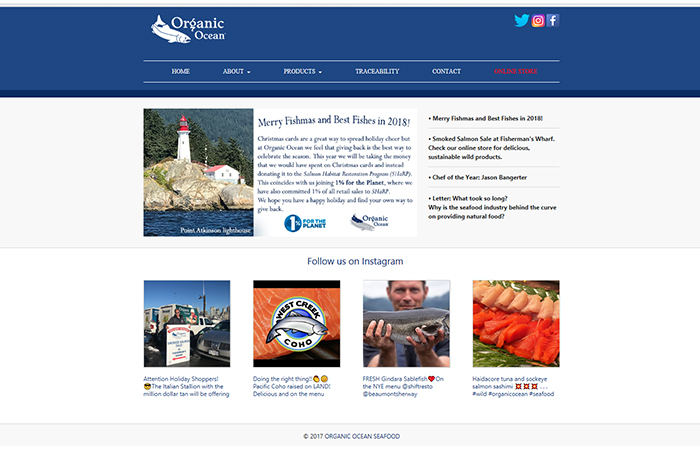 Organic
Ocean
HOME ABOUT PRODUCTS TRACEABILITY CONTACT ONLINE STORE
Merry Fishmas and Best Fishes in 2018!
Christmas cards are a great way to spread holiday cheer but
at Organic Ocean we feel that giving back is the best way to
celebrate the season. This year we will be taking the money
that we would have spent on Christmas cards and instead
donating it to the Salmon Habitat Restoration Program (SHaRP).
This coincides with us joining 1% for the Planet, where we
have also committed 1% of all retail sales to SHaRP.
We hope you have a happy holiday and find your own way to
give back.
Point Atkinson lighthouse
1% FOR THE
PLANET
Organic
Ocean
• Merry Fishmas and Best Fishes in 2018!
• Smoked Salmon Sale at Fisherman's Wharf.
Check our online store for delicious,
sustainable wild products.
• Chef of the Year: Jason Bangerter
• Letter: What took so long?
Why is the seafood industry behind the curve
on providing natural food?
Follow us on Instagram
WEST CREEK
COHO
Attention Holiday Shoppers!
😎The Italian Stallion with the
million dollar tan will be offering
Doing the right thing!!👏😊
Pacific Coho raised on LAND!
Delicious and on the menu
FRESH Gindara Sablefish❤️On
the NYE menu @shiftresto
@beaumontsherway
Haidacore tuna and sockeye
salmon sashimi 💢💢💢 . . .
#wild #organicocean #seafood
© 2017 ORGANIC OCEAN SEAFOOD